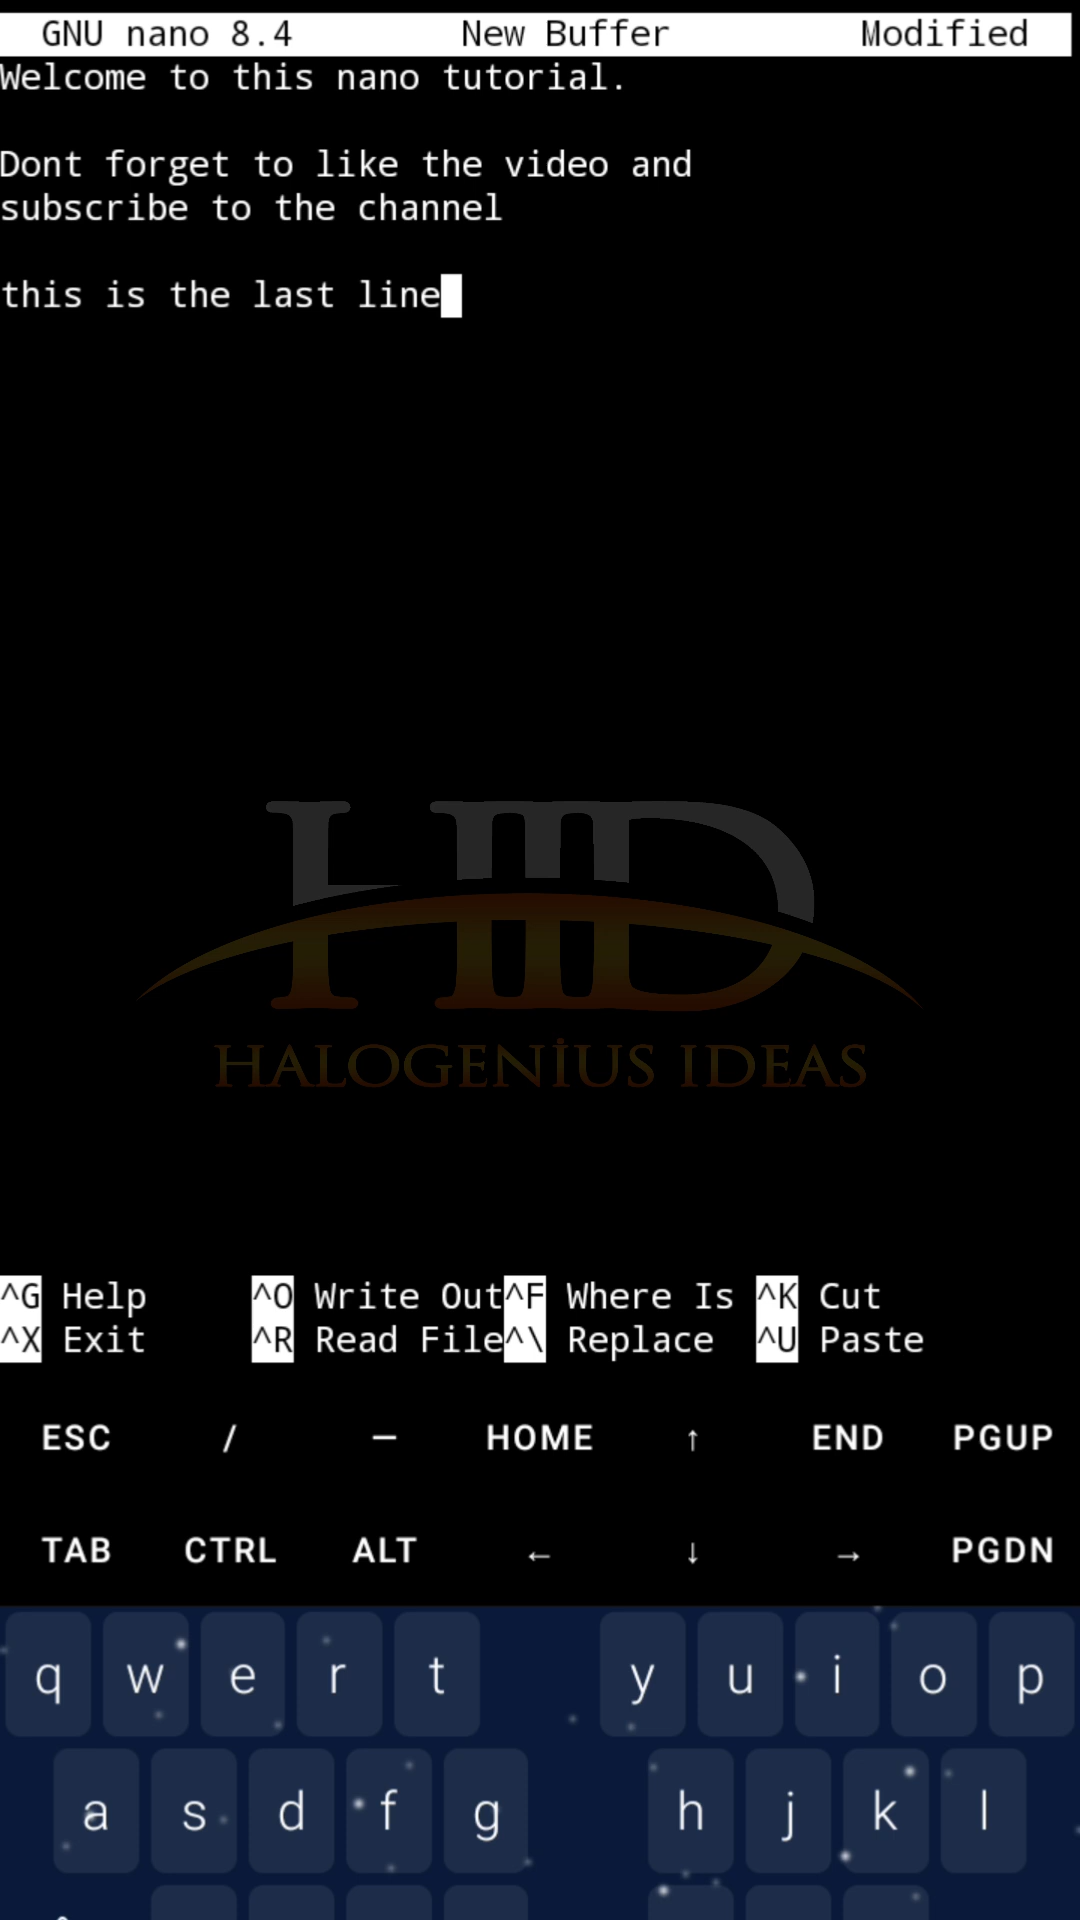 GNU nano 8.4 New Buffer Modified
Welcome to this nano tutorial.
Dont forget to like the video and
subscribe to the channel
this is the last line
HIID
HALOGENİUS IDEAS
^G Help ^O Write Out ^F Where Is ^K Cut
^X Exit ^R Read File ^\ Replace ^U Paste
ESC / — HOME ↑ END PGUP
TAB CTRL ALT ← ↓ → PGDN
q w e r t y u i o p
a s d f g h j k l